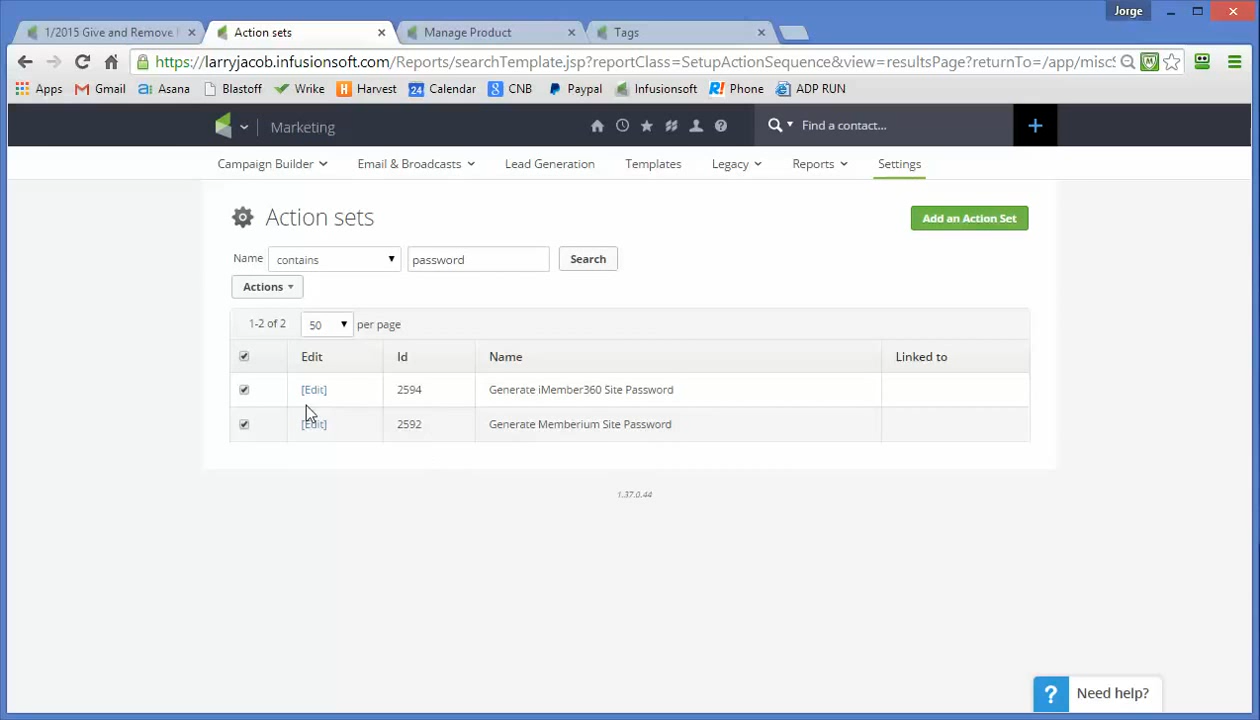 Jorge
1/2015 Give and Remove
Action sets
Manage Product
Tags
https://larryjacob.infusionsoft.com/Reports/searchTemplate.jsp?reportClass=SetupActionSequence&view=resultsPage?returnTo=/app/miscS
Apps
Gmail
Asana
Blastoff
Wrike
Harvest
Calendar
CNB
Paypal
Infusionsoft
Phone
ADP RUN
Marketing
Find a contact...
Campaign Builder
Email & Broadcasts
Lead Generation
Templates
Legacy
Reports
Settings
Action sets
Add an Action Set
Name contains password Search
Actions
1-2 of 2 50 per page
Edit Id Name Linked to
[Edit] 2594 Generate iMember360 Site Password
[Edit] 2592 Generate Memberium Site Password
1.37.0.44
? Need help?